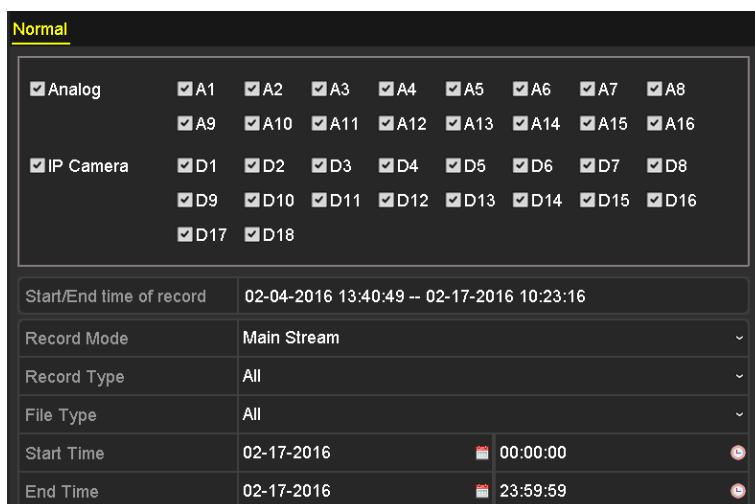 Normal
Analog A1 A2 A3 A4 A5 A6 A7 A8
A9 A10 A11 A12 A13 A14 A15 A16
IP Camera D1 D2 D3 D4 D5 D6 D7 D8
D9 D10 D11 D12 D13 D14 D15 D16
D17 D18
Start/End time of record 02-04-2016 13:40:49 -- 02-17-2016 10:23:16
Record Mode Main Stream
Record Type All
File Type All
Start Time 02-17-2016 00:00:00
End Time 02-17-2016 23:59:59